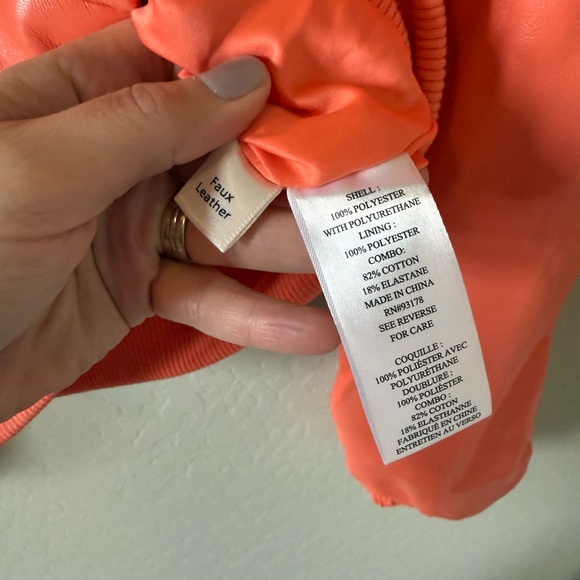 Faux
Leather
SHELL :
100% POLYESTER
WITH POLYURETHANE
LINING :
100% POLYESTER
COMBO:
82% COTTON
18% ELASTANE
MADE IN CHINA
RN#93178
SEE REVERSE
FOR CARE
COQUILLE :
100% POLIÉSTER AVEC
POLYURÉTHANE
DOUBLURE :
100% POLIÉSTER
COMBO :
82% COTON
18% ELASTHANNE
FABRIQUÉ EN CHINE
ENTRETIEN AU VERSO